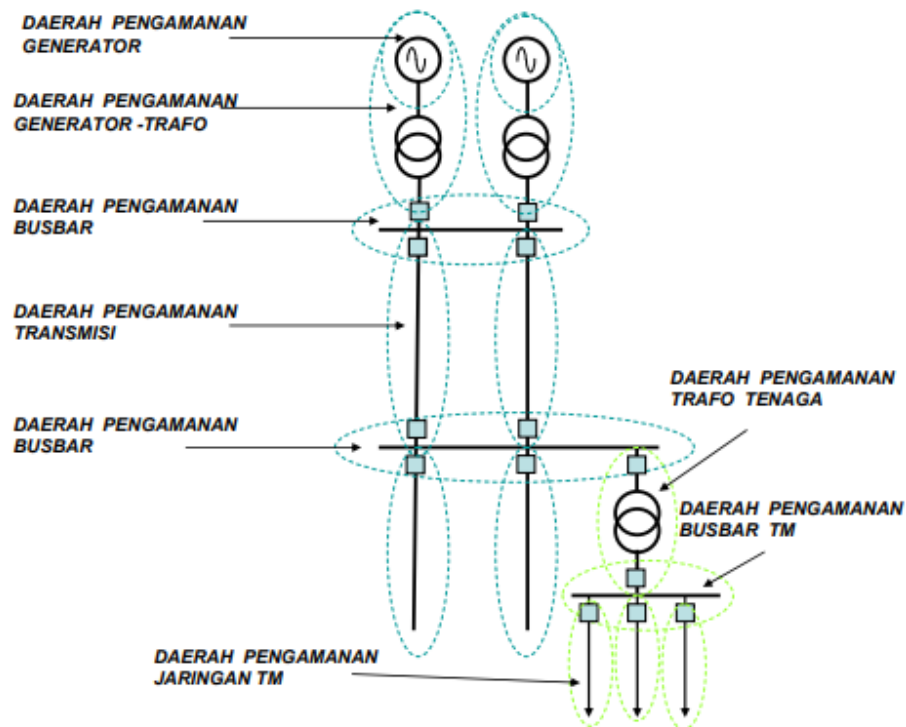 DAERAH PENGAMANAN
GENERATOR
DAERAH PENGAMANAN
GENERATOR -TRAFO
DAERAH PENGAMANAN
BUSBAR
DAERAH PENGAMANAN
TRANSMISI
DAERAH PENGAMANAN
TRAFO TENAGA
DAERAH PENGAMANAN
BUSBAR
DAERAH PENGAMANAN
BUSBAR TM
DAERAH PENGAMANAN
JARINGAN TM